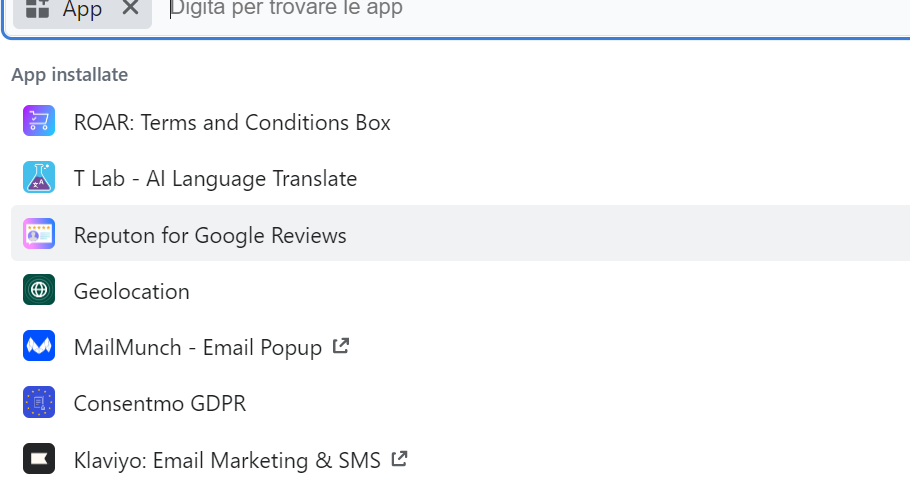 App
Digita per trovare le app
App installate
ROAR: Terms and Conditions Box
T Lab - AI Language Translate
Reputon for Google Reviews
Geolocation
MailMunch - Email Popup
Consentmo GDPR
Klaviyo: Email Marketing & SMS